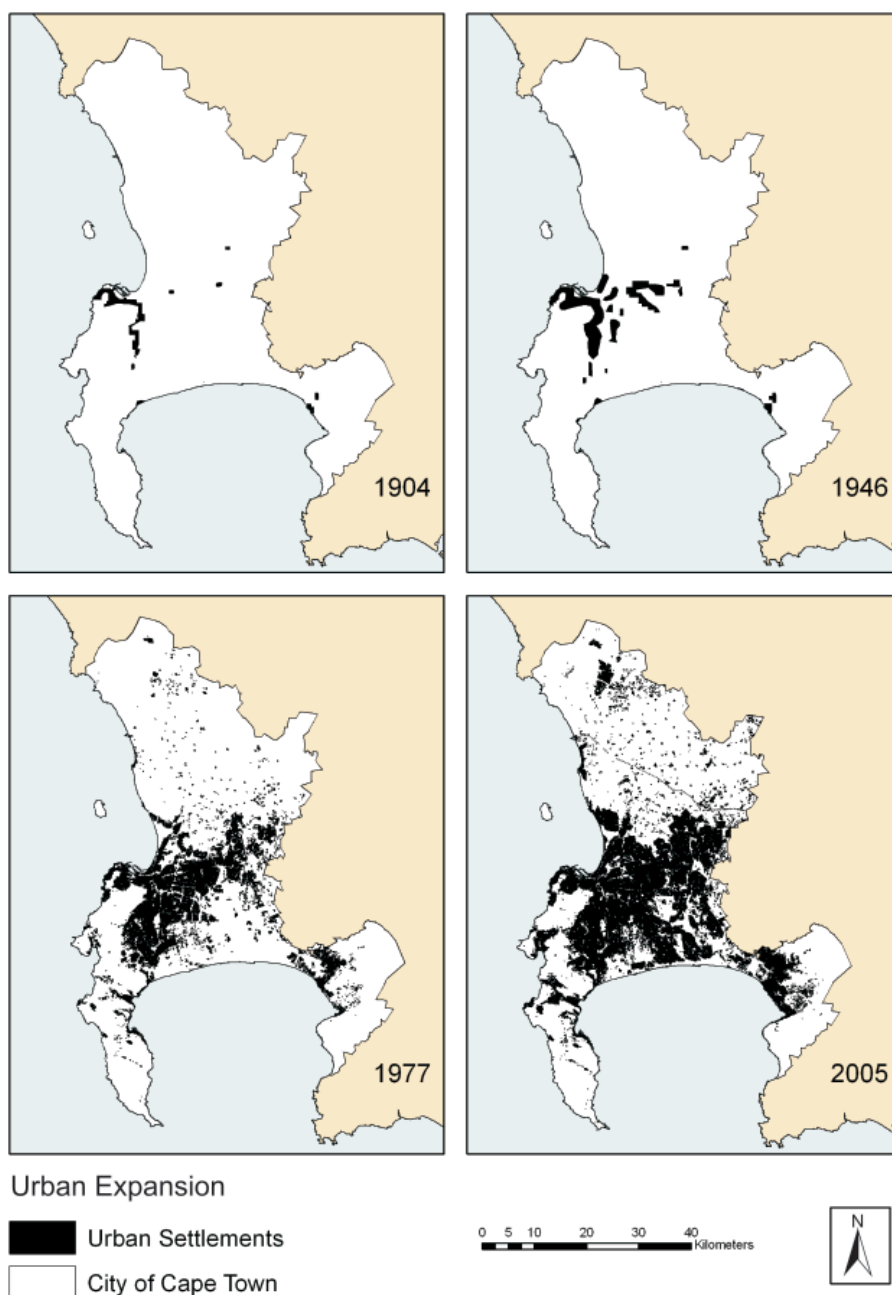 1904
1946
1977
2005
Urban Expansion
Urban Settlements
City of Cape Town
0 5 10 20 30 40
Kilometers
N